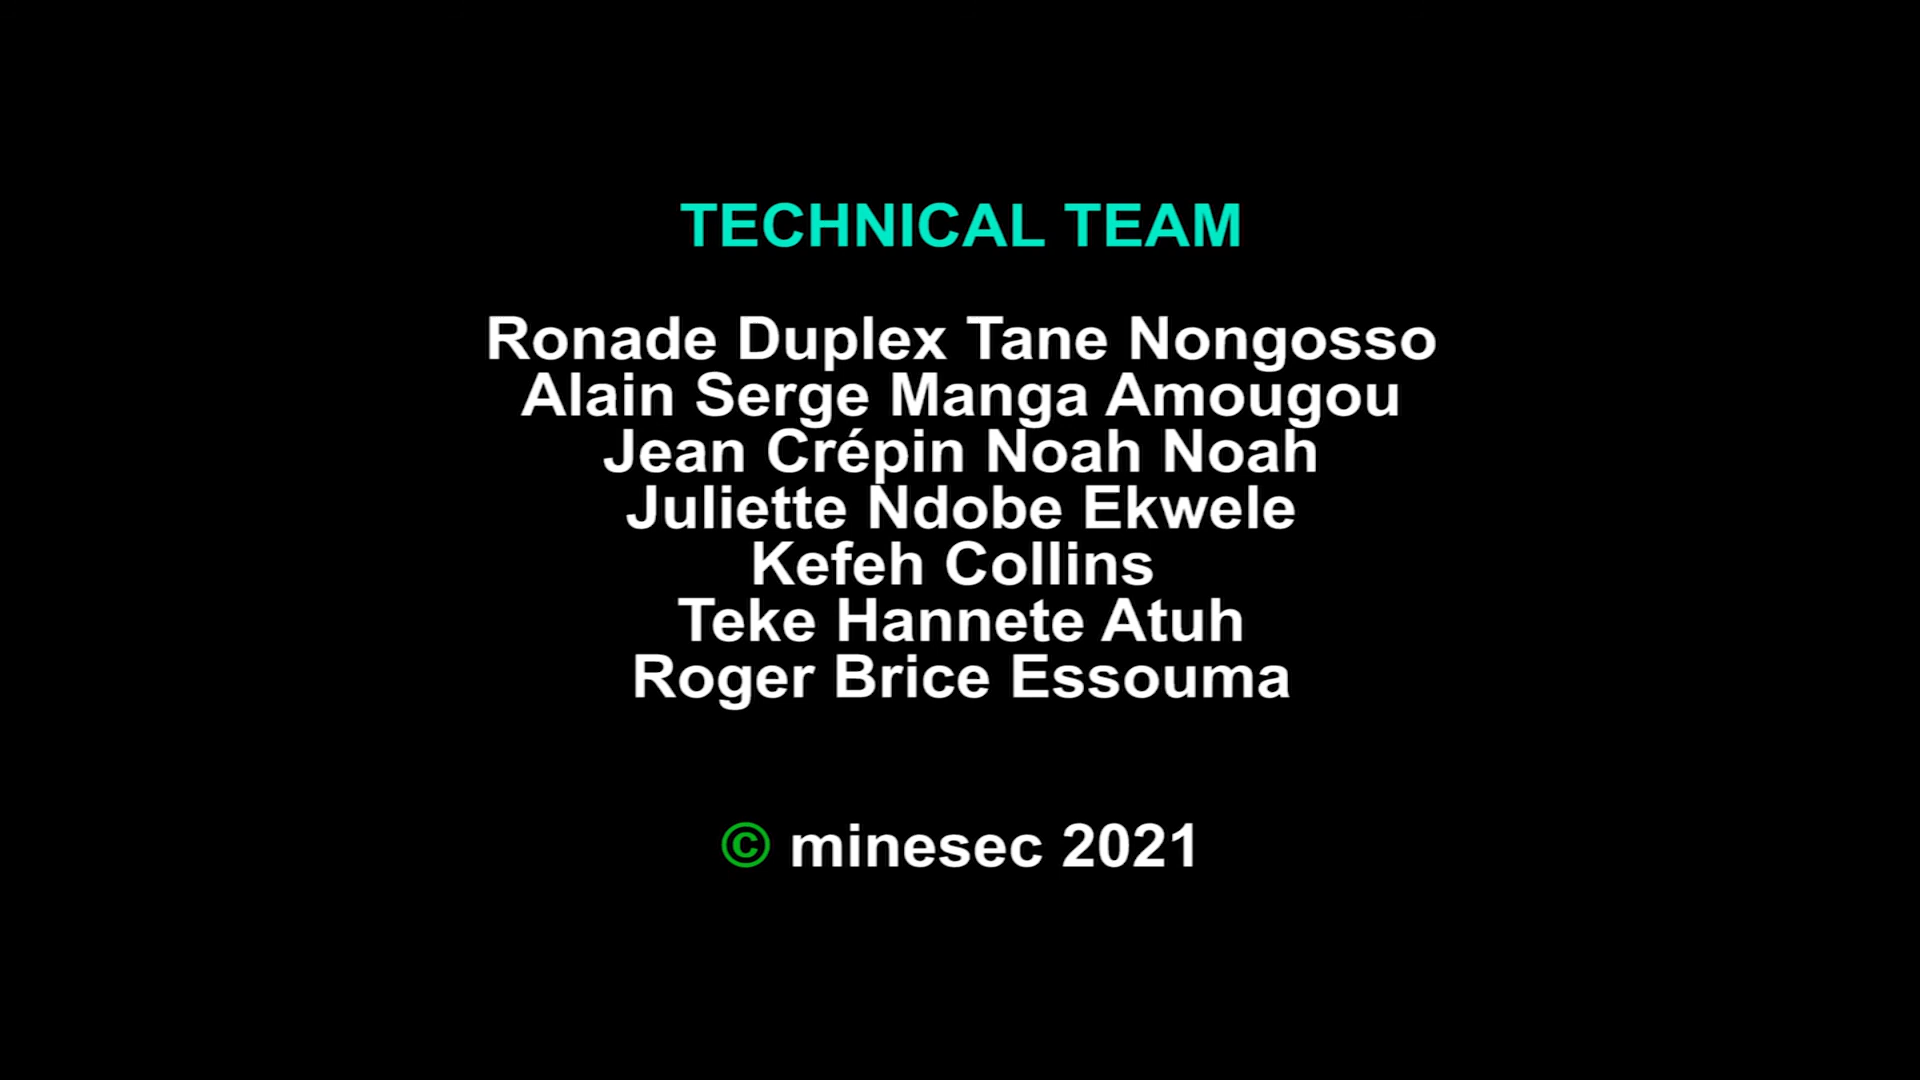 TECHNICAL TEAM
Ronade Duplex Tane Nongosso
Alain Serge Manga Amougou
Jean Crépin Noah Noah
Juliette Ndobe Ekwele
Kefeh Collins
Teke Hannete Atuh
Roger Brice Essouma
© minesec 2021